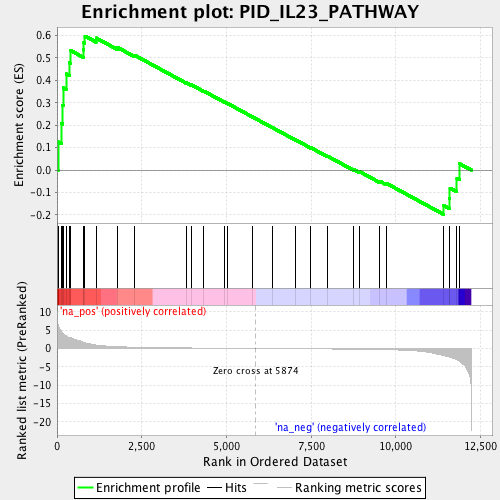 Enrichment plot: PID_IL23_PATHWAY
Enrichment score (ES)
0.6
0.5
0.4
0.3
0.2
0.1
0.0
-0.1
-0.2
'na_pos' (positively correlated)
Ranked list metric (PreRanked)
10
5
0
-5
-10
-15
-20
Zero cross at 5874
'na_neg' (negatively correlated)
0
2,500
5,000
7,500
10,000
12,500
Rank in Ordered Dataset
Enrichment profile
Hits
Ranking metric scores